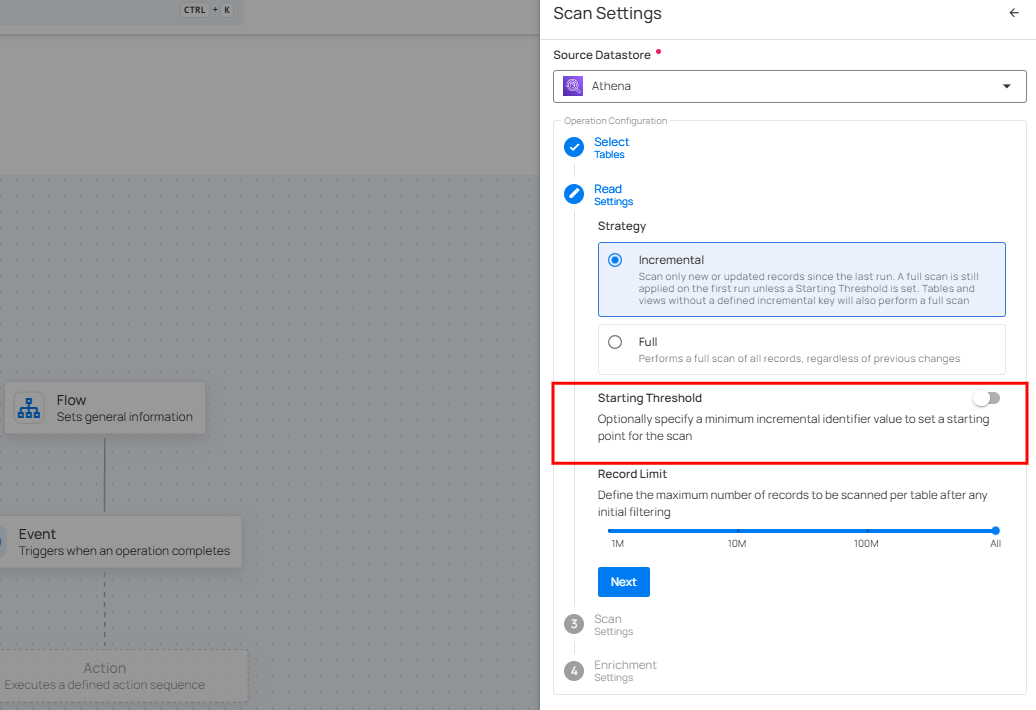 CTRL + K
Scan Settings
Source Datastore
Athena
Operation Configuration
Select
Tables
Read
Settings
Strategy
Incremental
Scan only new or updated records since the last run. A full scan is still
applied on the first run unless a Starting Threshold is set. Tables and
views without a defined incremental key will also perform a full scan
Full
Performs a full scan of all records, regardless of previous changes
Starting Threshold
Optionally specify a minimum incremental identifier value to set a starting
point for the scan
Record Limit
Define the maximum number of records to be scanned per table after any
initial filtering
1M 10M 100M All
Next
3 Scan
Settings
4 Enrichment
Settings
Flow
Sets general information
Event
Triggers when an operation completes
Action
Executes a defined action sequence